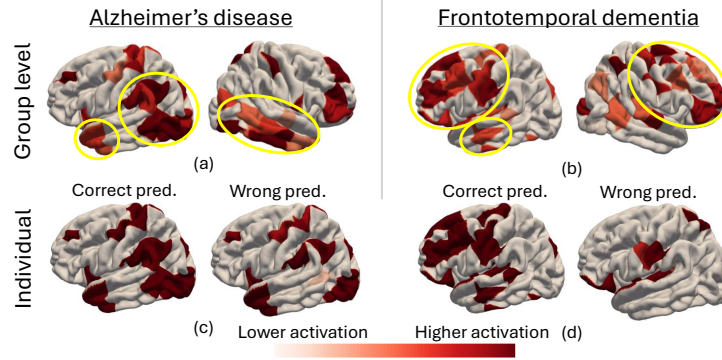 Alzheimer's disease
Frontotemporal dementia
Group level
(a)
(b)
Correct pred.
Wrong pred.
Correct pred.
Wrong pred.
Individual
(c)
(d)
Lower activation
Higher activation